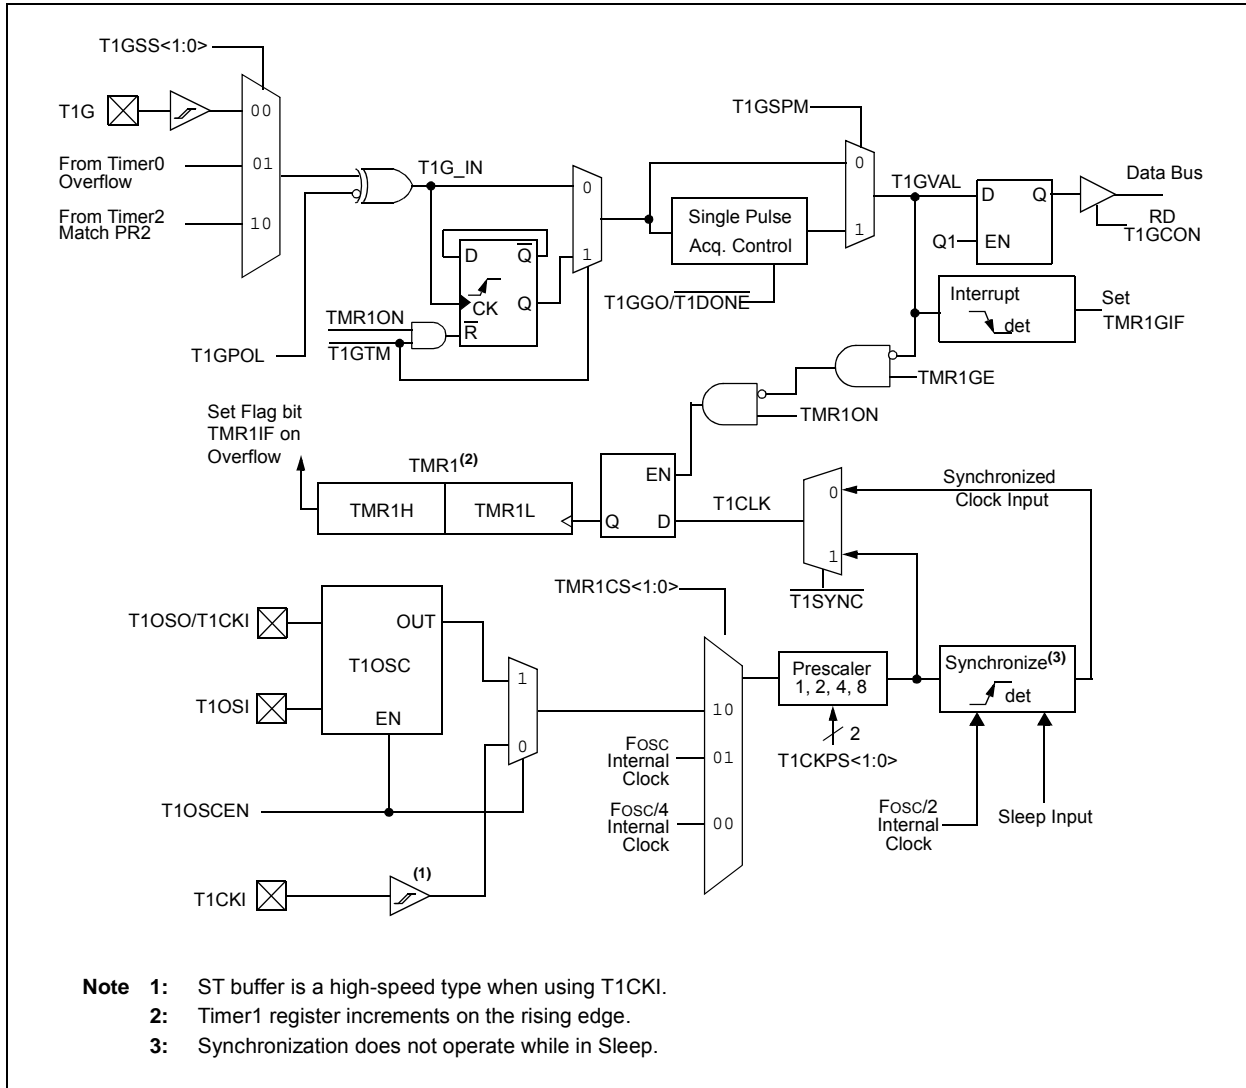 T1GSS<1:0>
T1G
00
From Timer0
Overflow
01
From Timer2
Match PR2
10
T1G_IN
0
1
D
Q
CK
Q
R
TMR1ON
T1GTM
T1GPOL
T1GSPM
0
1
Single Pulse
Acq. Control
T1GGO/T1DONE
T1GVAL
D
Q
Q1
EN
Data Bus
RD
T1GCON
Interrupt
det
Set
TMR1GIF
TMR1GE
TMR1ON
Set Flag bit
TMR1IF on
Overflow
TMR1(2)
TMR1H
TMR1L
EN
Q
D
T1CLK
0
1
Synchronized
Clock Input
T1SYNC
TMR1CS<1:0>
T1OSO/T1CKI
OUT
T1OSC
T1OSI
EN
1
0
T1OSCEN
T1CKI
(1)
10
FOSC
Internal
Clock
01
FOSC/4
Internal
Clock
00
Prescaler
1, 2, 4, 8
2
T1CKPS<1:0>
Synchronize(3)
det
FOSC/2
Internal
Clock
Sleep Input
Note 1: ST buffer is a high-speed type when using T1CKI.
2: Timer1 register increments on the rising edge.
3: Synchronization does not operate while in Sleep.